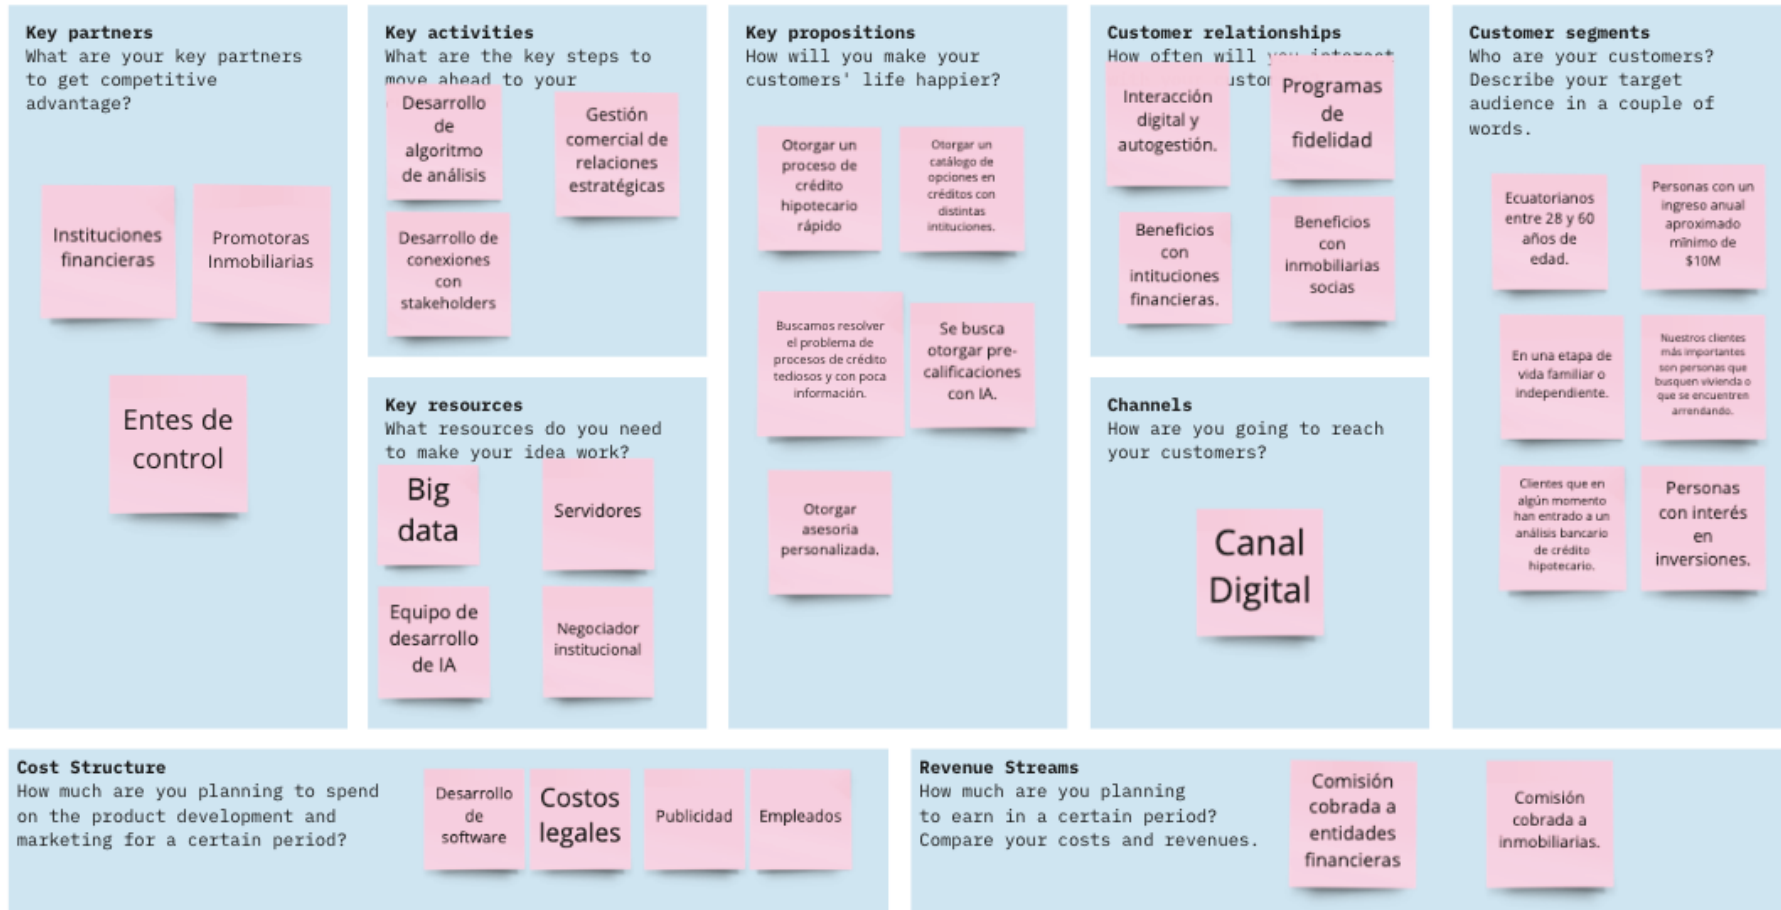 Key partners
What are your key partners
to get competitive
advantage?
Instituciones
financieras
Promotoras
Inmobiliarias
Entes de
control
Key activities
What are the key steps to
move ahead to your
Desarrollo
de
algoritmo
de análisis
Gestión
comercial de
relaciones
estratégicas
Desarrollo de
conexiones
con
stakeholders
Key resources
What resources do you need
to make your idea work?
Big
data
Servidores
Equipo de
desarrollo
de IA
Negociador
institucional
Key propositions
How will you make your
customers' life happier?
Otorgar un
proceso de
crédito
hipotecario
rápido
Otorgar un
catálogo de
opciones en
créditos con
distintas
intituciones.
Buscamos resolver
el problema de
procesos de crédito
tediosos y con poca
información.
Se busca
otorgar pre-
calificaciones
con IA.
Otorgar
asesoria
personalizada.
Customer relationships
How often will you interact
Interacción
digital y
autogestión.
Programas
de
fidelidad
Beneficios
con
intituciones
financieras.
Beneficios
con
inmobiliarias
socias
Channels
How are you going to reach
your customers?
Canal
Digital
Customer segments
Who are your customers?
Describe your target
audience in a couple of
words.
Ecuatorianos
entre 28 y 60
años de
edad.
Personas con un
ingreso anual
aproximado
mínimo de
$10M
En una etapa de
vida familiar o
independiente.
Nuestros clientes
más importantes
son personas que
busquen vivienda o
que se encuentren
arrendando.
Clientes que en
algún momento
han entrado a un
análisis bancario
de crédito
hipotecario.
Personas
con interés
en
inversiones.
Cost Structure
How much are you planning to spend
on the product development and
marketing for a certain period?
Desarrollo
de
software
Costos
legales
Publicidad
Empleados
Revenue Streams
How much are you planning
to earn in a certain period?
Compare your costs and revenues.
Comisión
cobrada a
entidades
financieras
Comisión
cobrada a
inmobiliarias.